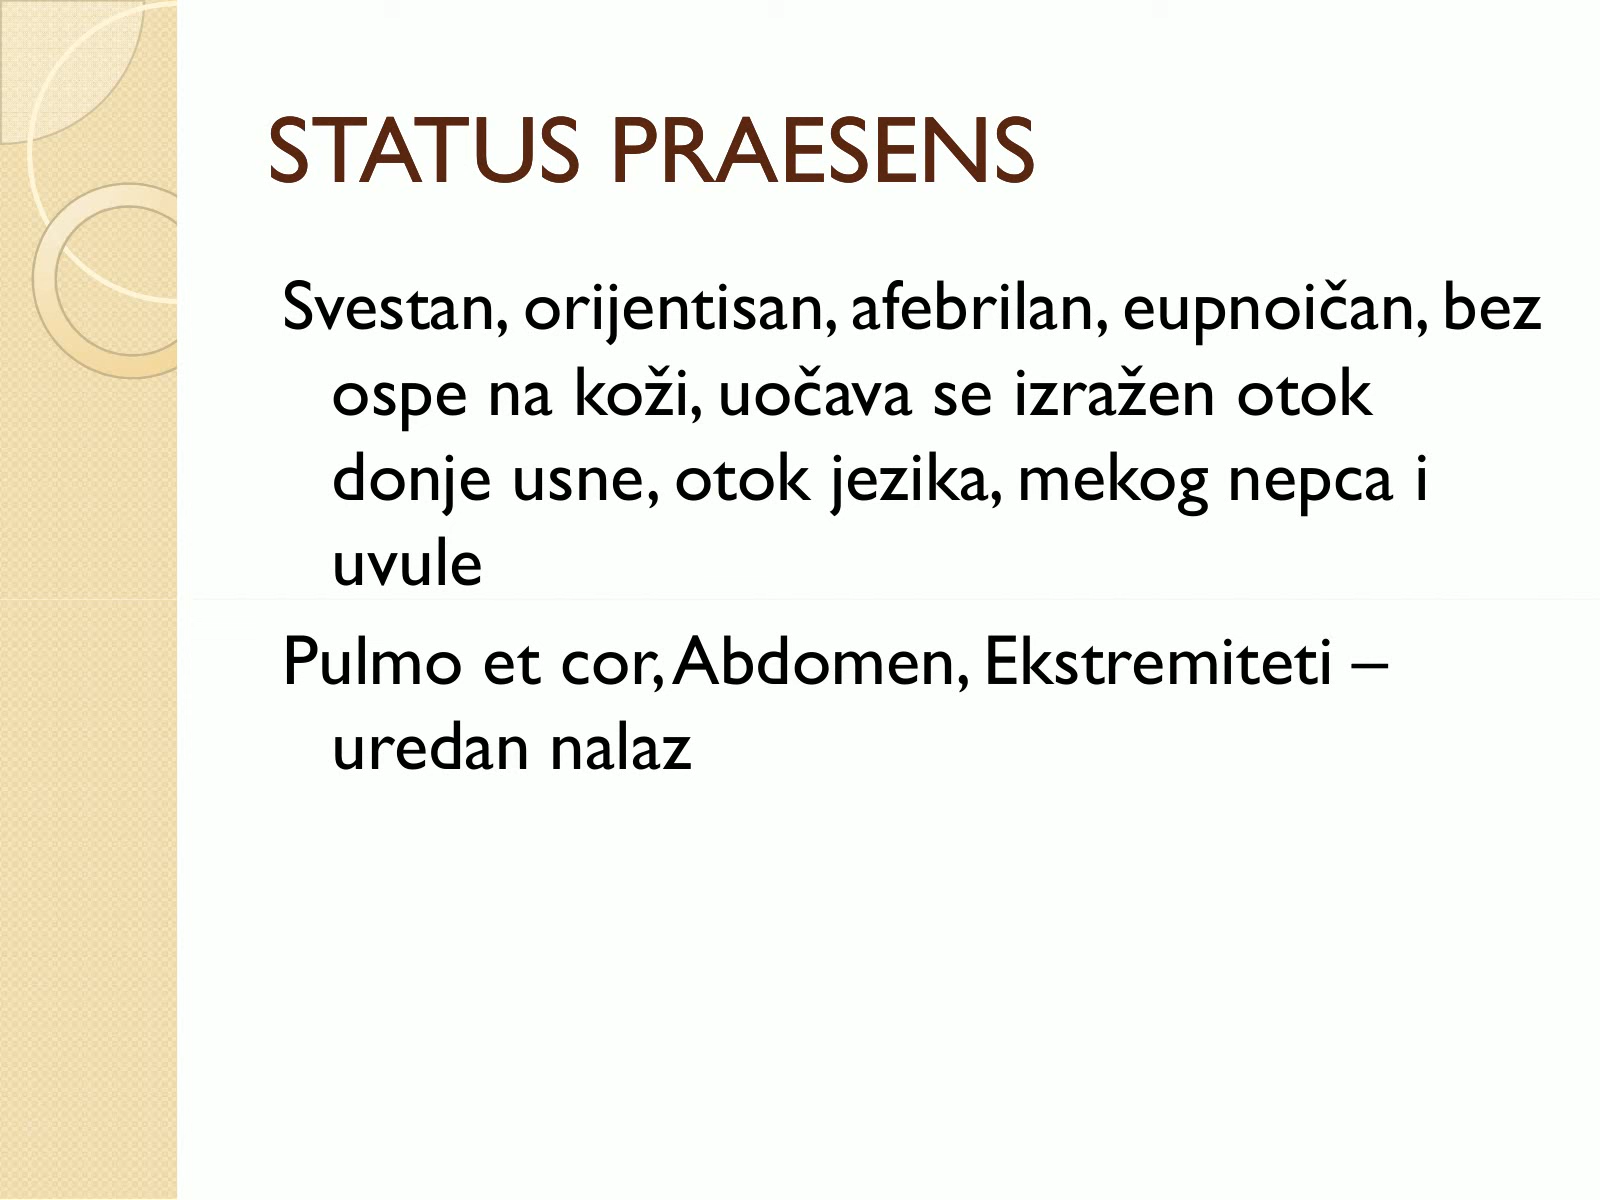 STATUS PRAESENS
Svestan, orijentisan, afebrilan, eupnoičan, bez
ospe na koži, uočava se izražen otok
donje usne, otok jezika, mekog nepca i
uvule
Pulmo et cor, Abdomen, Ekstremiteti –
uredan nalaz